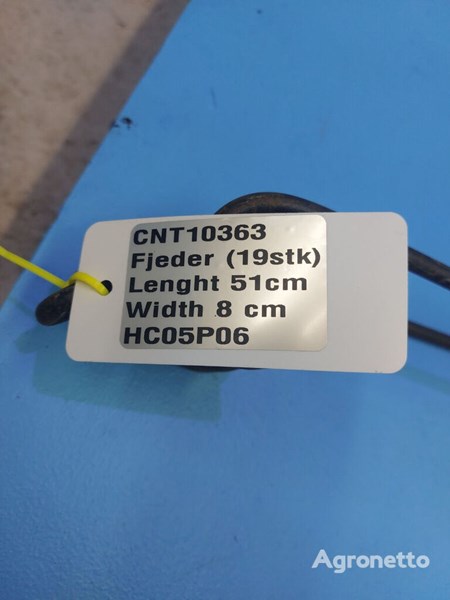 CNT10363
Fjeder (19stk)
Lenght 51cm
Width 8 cm
HC05P06
Agronetto